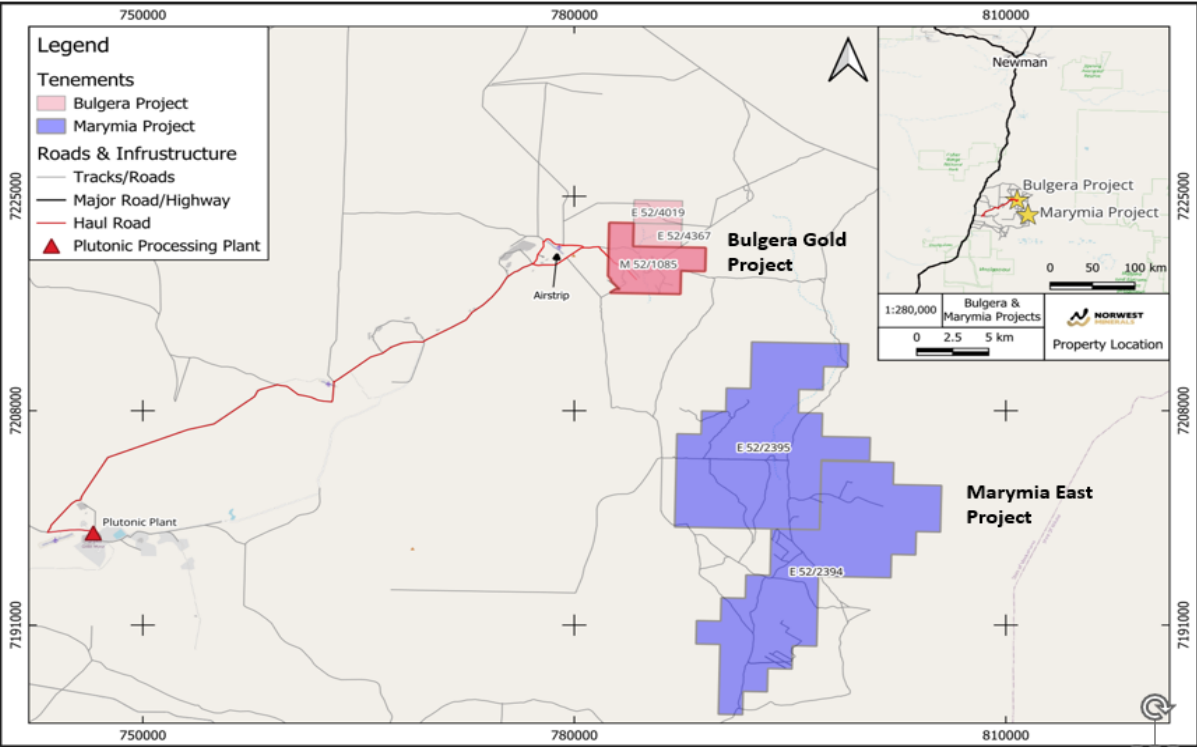 750000
780000
810000
Legend
Tenements
Bulgera Project
Marymia Project
Roads & Infrustructure
Tracks/Roads
Major Road/Highway
Haul Road
Plutonic Processing Plant
Newman
Bulgera Project
Marymia Project
0 50 100 km
1:280,000
Bulgera &
Marymia Projects
0 2.5 5 km
NORWEST
MINERALS
Property Location
7225000
7225000
E 52/4019
E 52/4367
M 52/1085
Bulgera Gold
Project
Airstrip
7208000
7208000
E 52/2395
Marymia East
Project
Plutonic Plant
E 52/2394
7191000
7191000
750000
780000
810000